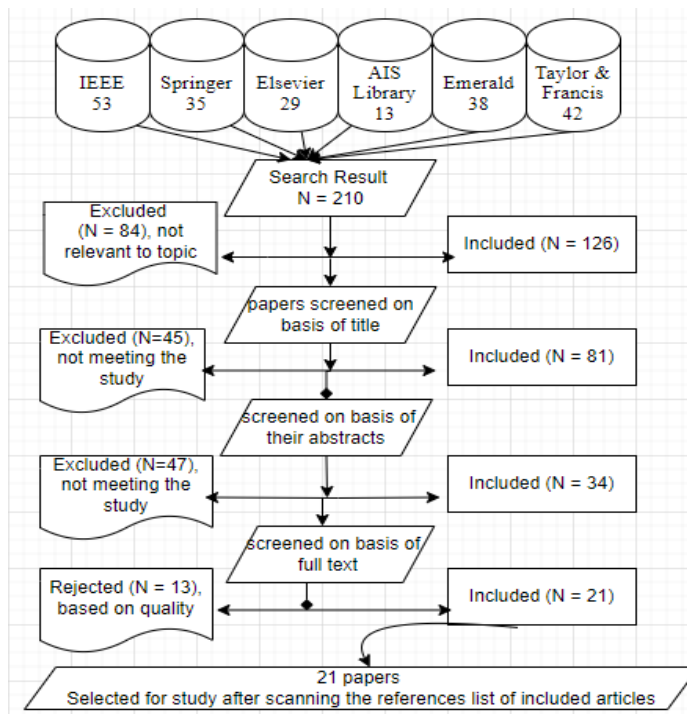 IEEE
53
Springer
35
Elsevier
29
AIS
Library
13
Emerald
38
Taylor &
Francis
42
Search Result
N = 210
Excluded
(N = 84), not
relevant to topic
Included (N = 126)
papers screened on
basis of title
Excluded (N=45),
not meeting the
study
Included (N = 81)
screened on basis of
their abstracts
Excluded (N=47),
not meeting the
study
Included (N = 34)
screened on basis of
full text
Rejected (N = 13),
based on quality
Included (N = 21)
21 papers
Selected for study after scanning the references list of included articles